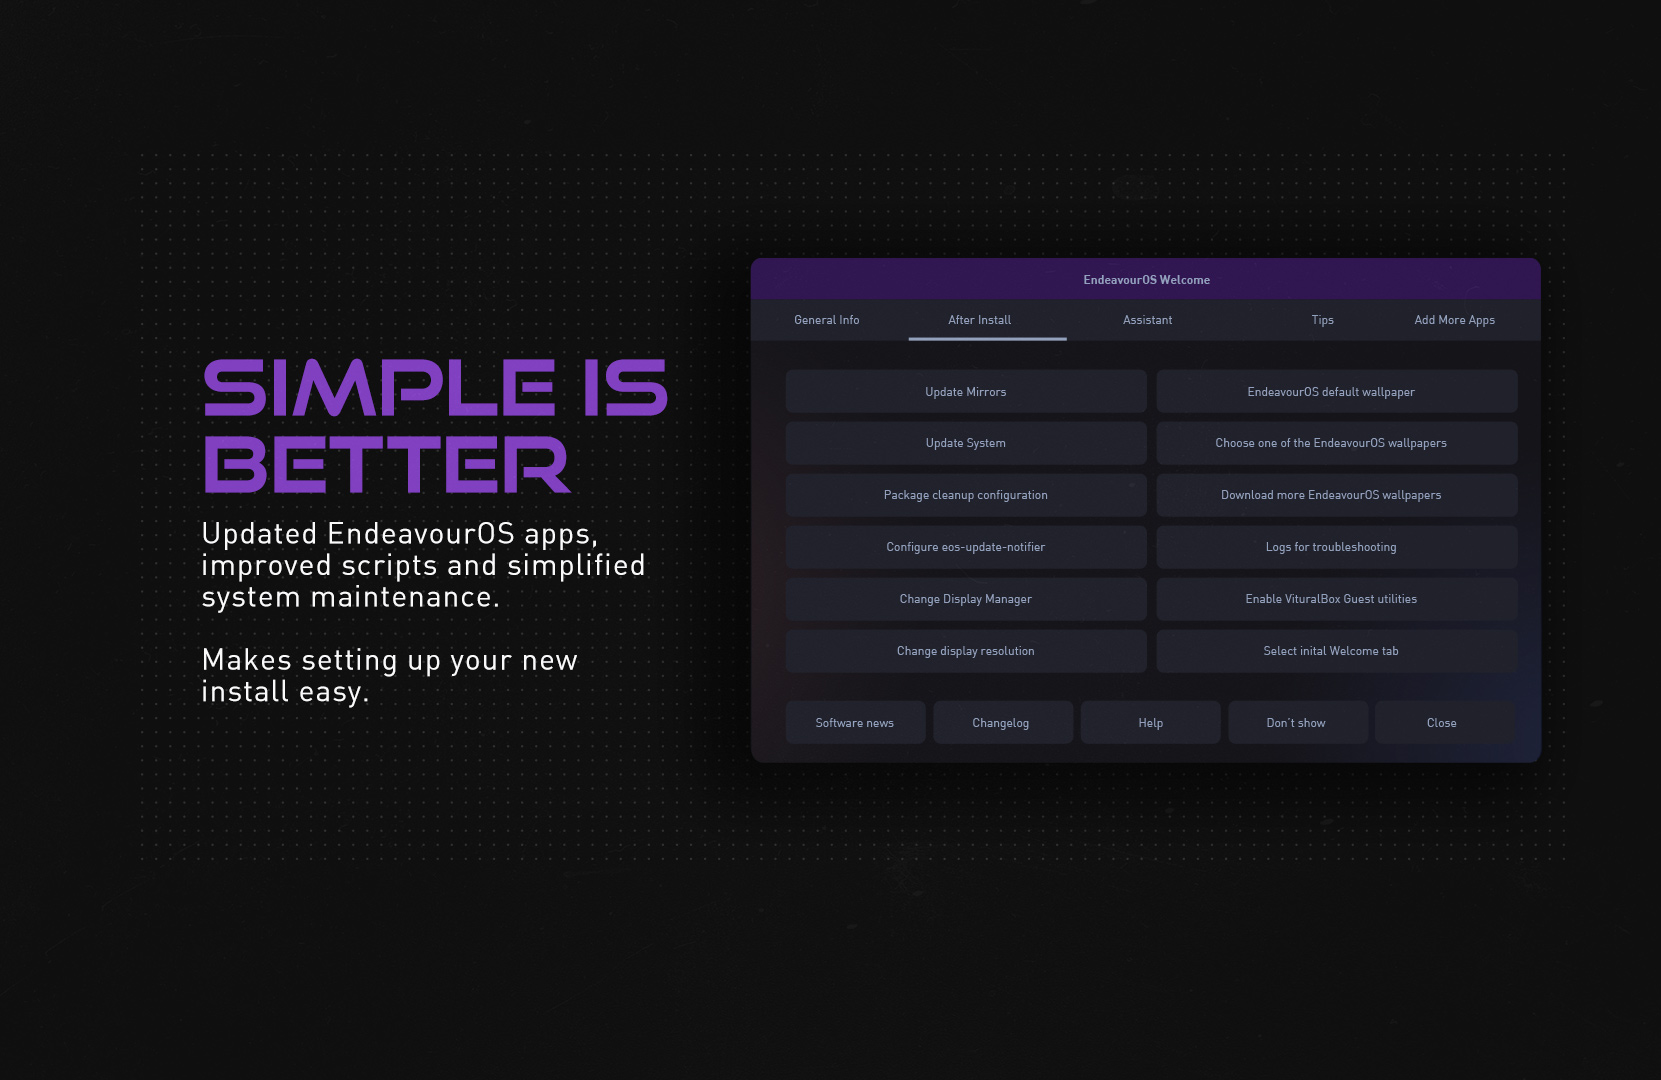 SIMPLE IS
BETTER
Updated EndeavourOS apps,
improved scripts and simplified
system maintenance.
Makes setting up your new
install easy.
EndeavourOS Welcome
General Info
After Install
Assistant
Tips
Add More Apps
Update Mirrors
EndeavourOS default wallpaper
Update System
Choose one of the EndeavourOS wallpapers
Package cleanup configuration
Download more EndeavourOS wallpapers
Configure eos-update-notifier
Logs for troubleshooting
Change Display Manager
Enable VituralBox Guest utilities
Change display resolution
Select inital Welcome tab
Software news
Changelog
Help
Don't show
Close